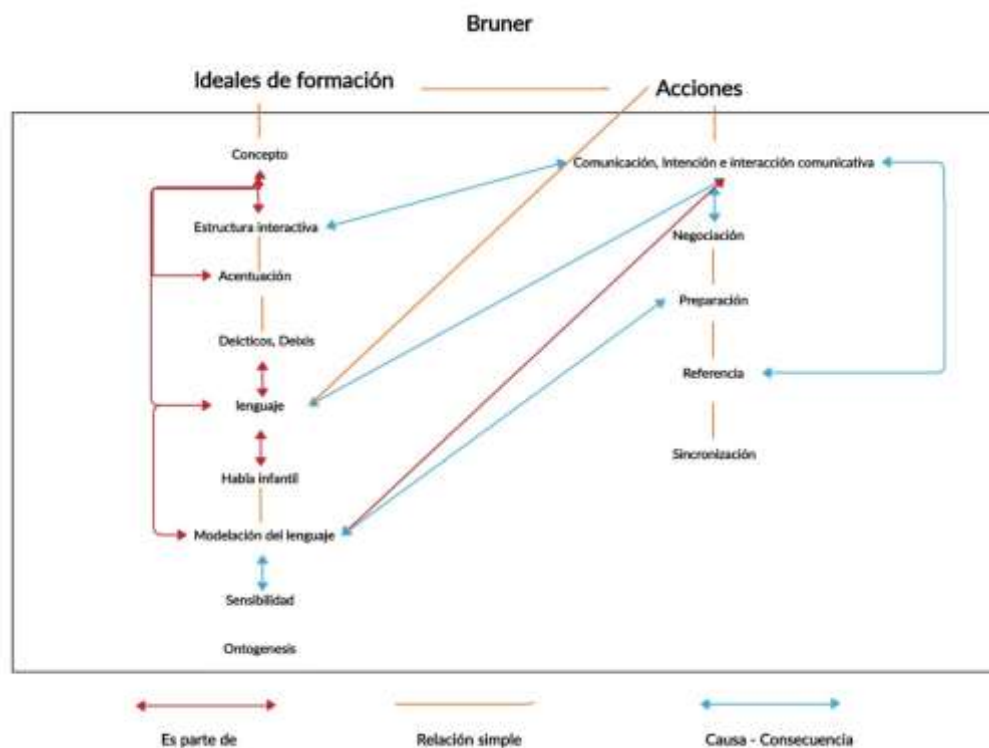 Bruner
Ideales de formación
Acciones
Concepto
Estructura interactiva
Acentuación
Deícticos, Deixis
lenguaje
Habla infantil
Modelación del lenguaje
Sensibilidad
Ontogenesis
Comunicación, Intención e interacción comunicativa
Negociación
Preparación
Referencia
Sincronización
Es parte de
Relación simple
Causa - Consecuencia